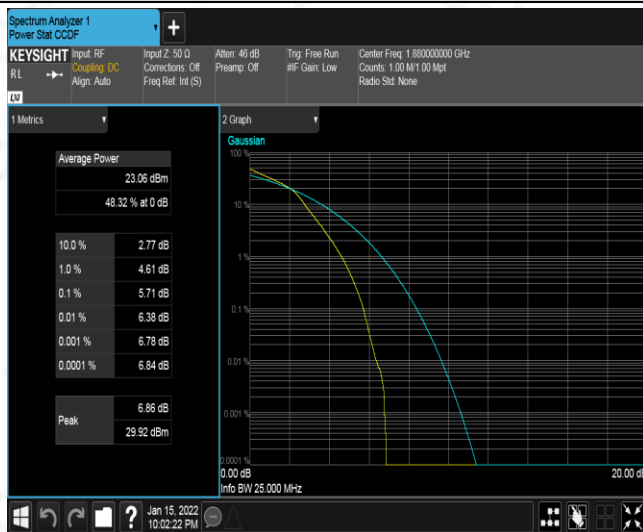 Spectrum Analyzer 1
Power Stat CCDF
+
KEYSIGHT
RL
LXI
Input: RF
Coupling: DC
Align: Auto
Input Z: 50 Ω
Corrections: Off
Freq Ref: Int (S)
Atten: 46 dB
Preamp: Off
Trig: Free Run
#IF Gain: Low
Center Freq: 1.880000000 GHz
Counts: 1.00 M/1.00 Mpt
Radio Std: None
1 Metrics
Average Power
23.06 dBm
48.32 % at 0 dB
10.0 % 2.77 dB
1.0 % 4.61 dB
0.1 % 5.71 dB
0.01 % 6.38 dB
0.001 % 6.78 dB
0.0001 % 6.84 dB
Peak
6.86 dB
29.92 dBm
2 Graph
Gaussian
100 %
10 %
1 %
0.1 %
0.01 %
0.001 %
0.0001 %
0.00 dB
20.00 dB
Info BW 25.000 MHz
?
Jan 15, 2022
10:02:22 PM